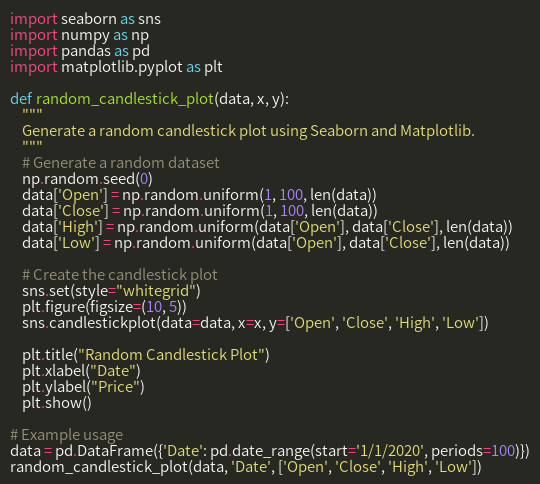 import seaborn as sns
import numpy as np
import pandas as pd
import matplotlib.pyplot as plt

def random_candlestick_plot(data, x, y):
    """
    Generate a random candlestick plot using Seaborn and Matplotlib.
    """
    # Generate a random dataset
    np.random.seed(0)
    data['Open'] = np.random.uniform(1, 100, len(data))
    data['Close'] = np.random.uniform(1, 100, len(data))
    data['High'] = np.random.uniform(data['Open'], data['Close'], len(data))
    data['Low'] = np.random.uniform(data['Open'], data['Close'], len(data))

    # Create the candlestick plot
    sns.set(style="whitegrid")
    plt.figure(figsize=(10, 5))
    sns.candlestickplot(data=data, x=x, y=['Open', 'Close', 'High', 'Low'])

    plt.title("Random Candlestick Plot")
    plt.xlabel("Date")
    plt.ylabel("Price")
    plt.show()

# Example usage
data = pd.DataFrame({'Date': pd.date_range(start='1/1/2020', periods=100)})
random_candlestick_plot(data, 'Date', ['Open', 'Close', 'High', 'Low'])